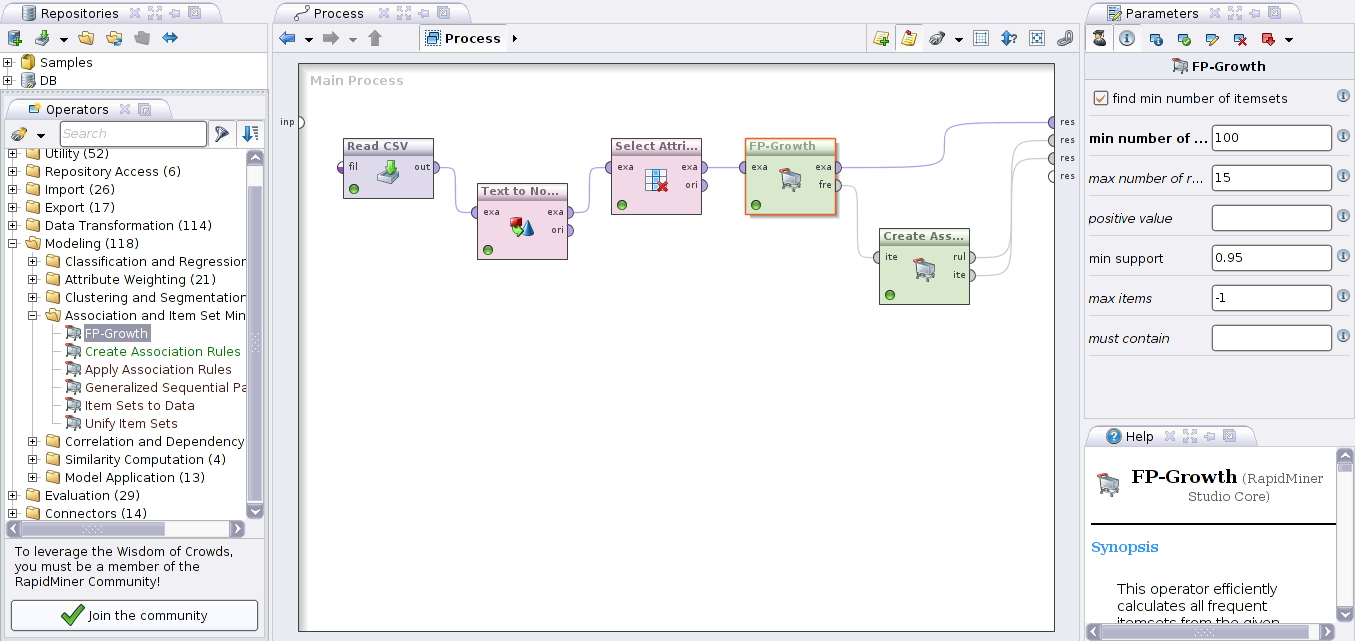 Repositories
Samples
DB
Operators
Search
Utility (52)
Repository Access (6)
Import (26)
Export (17)
Data Transformation (114)
Modeling (118)
Classification and Regression
Attribute Weighting (21)
Clustering and Segmentation
Association and Item Set Min
FP-Growth
Create Association Rules
Apply Association Rules
Generalized Sequential Pa
Item Sets to Data
Unify Item Sets
Correlation and Dependency
Similarity Computation (4)
Model Application (13)
Evaluation (29)
Connectors (14)
To leverage the Wisdom of Crowds,
you must be a member of the
RapidMiner Community!
Join the community
Process
Process
Main Process
inp
Read CSV
fil out
Text to No...
exa exa
ori
Select Attri...
exa exa
ori
FP-Growth
exa exa
fre
Create Ass...
ite rul
ite
res
res
res
res
Parameters
FP-Growth
find min number of itemsets
min number of ... 100
max number of r... 15
positive value
min support 0.95
max items -1
must contain
Help
FP-Growth (RapidMiner
Studio Core)
Synopsis
This operator efficiently
calculates all frequent
itemsets from the given